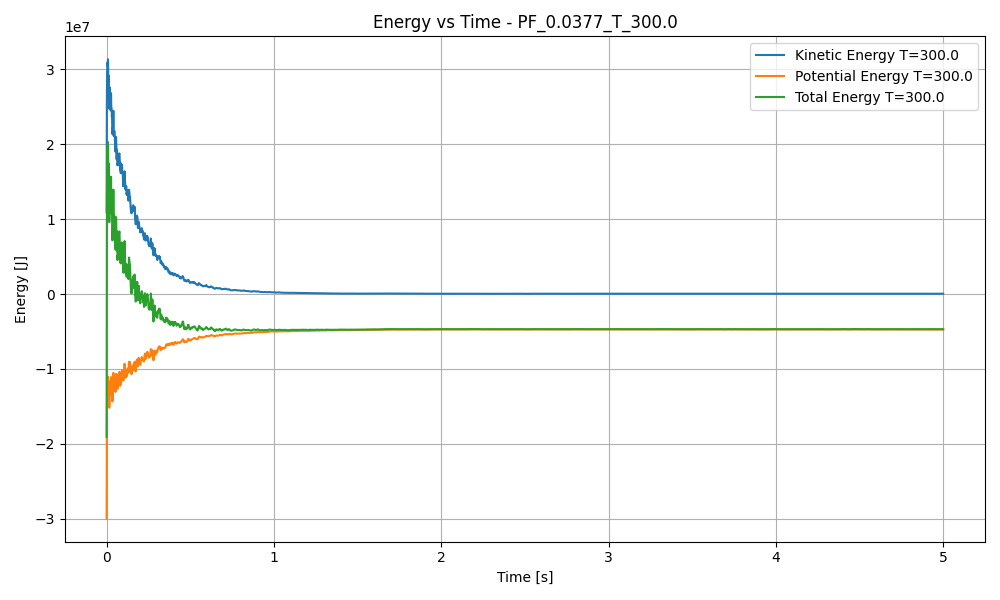 Energy vs Time - PF_0.0377_T_300.0
1e7
Kinetic Energy T=300.0
Potential Energy T=300.0
Total Energy T=300.0
3
2
1
0
−1
−2
−3
Energy [J]
0 1 2 3 4 5
Time [s]